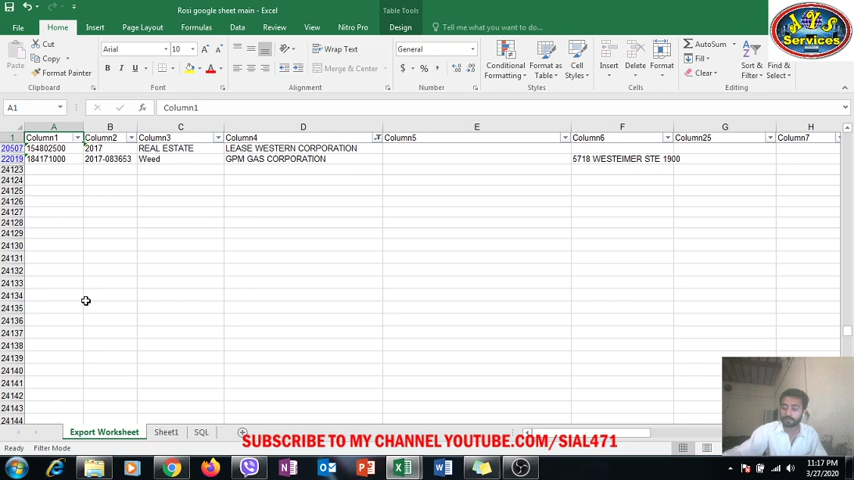 Rosi google sheet main - Excel
Table Tools
File
Home
Insert
Page Layout
Formulas
Data
Review
View
Nitro Pro
Design
Tell me what you want to do...
Paste
Cut
Copy
Format Painter
Clipboard
Arial
10
B I U
Font
Wrap Text
Merge & Center
Alignment
General
$ % ,
Number
Conditional Formatting
Format as Table
Cell Styles
Styles
Insert
Delete
Format
Cells
AutoSum
Fill
Clear
Sort & Filter
Find & Select
Editing
JYS
Services
A1
fx
Column1
A B C D E F G H
1 Column1 Column2 Column3 Column4 Column5 Column6 Column25 Column7
20507 154802500 2017 REAL ESTATE LEASE WESTERN CORPORATION
22019 184171000 2017-083653 Weed GPM GAS CORPORATION 5718 WESTEIMER STE 1900
24123
24124
24125
24126
24127
24128
24129
24130
24131
24132
24133
24134
24135
24136
24137
24138
24139
24140
24141
24142
24143
24144
Export Worksheet
Sheet1
SQL
SUBSCRIBE TO MY CHANNEL YOUTUBE.COM/SIAL471
Ready
Filter Mode
11:17 PM
3/27/2020